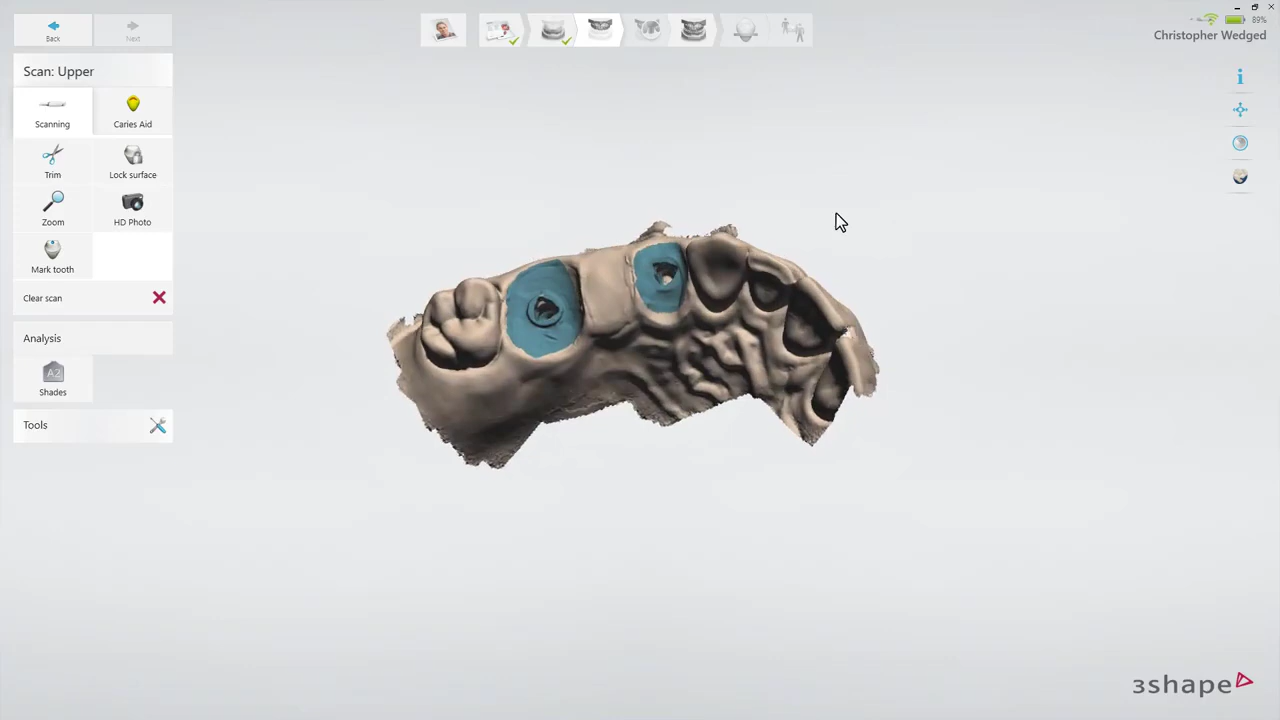 Back
Next
89%
Christopher Wedged
Scan: Upper
Scanning
Caries Aid
Trim
Lock surface
Zoom
HD Photo
Mark tooth
Clear scan
Analysis
A2
Shades
Tools
3shape